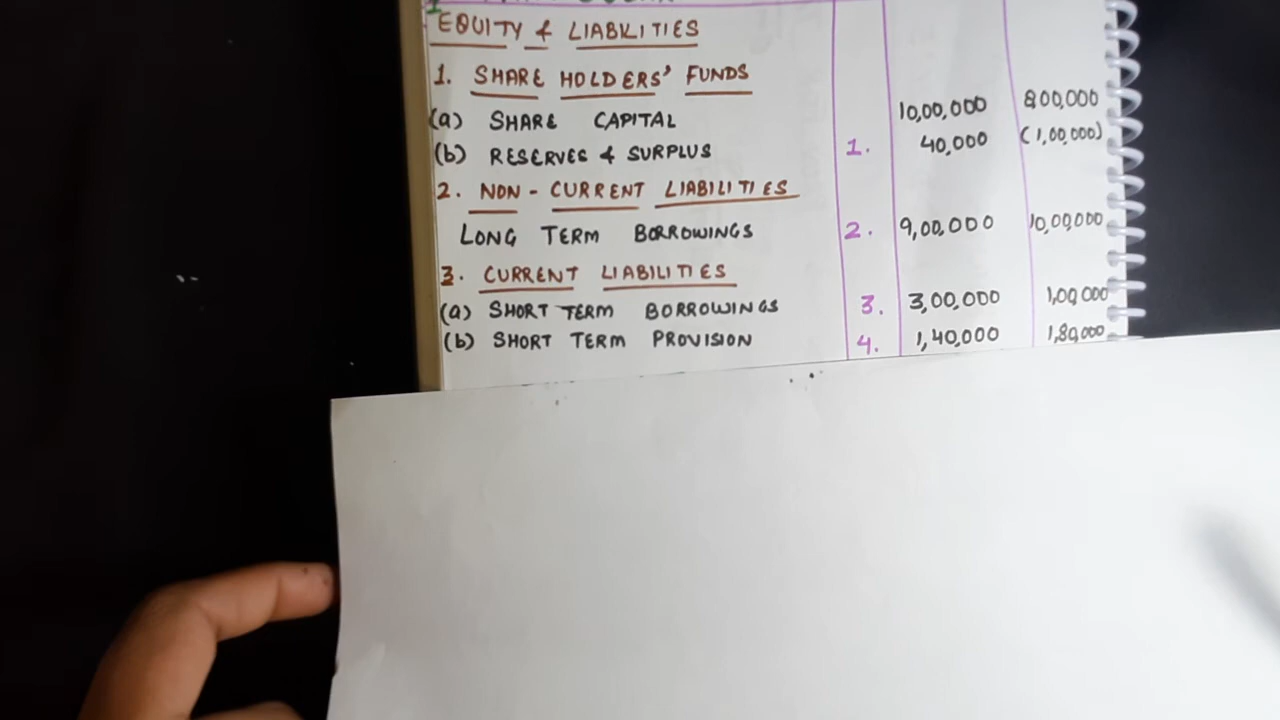 EQUITY & LIABILITIES
1. SHARE HOLDERS' FUNDS
(a) SHARE CAPITAL 10,00,000 800,000
(b) RESERVES & SURPLUS 1. 40,000 (1,00,000)
2. NON - CURRENT LIABILITIES
LONG TERM BORROWINGS 2. 9,00,000 10,00,000
3. CURRENT LIABILITIES
(a) SHORT TERM BORROWINGS 3. 3,00,000 1,00,000
(b) SHORT TERM PROVISION 4. 1,40,000 1,80,000